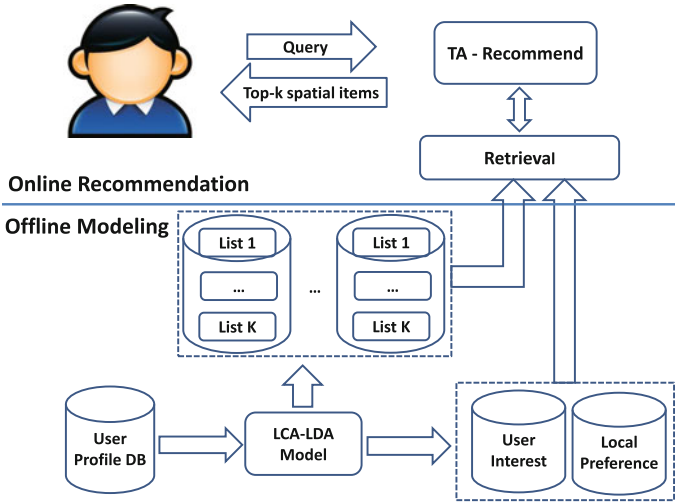 Query
TA - Recommend
Top-k spatial items
Retrieval
Online Recommendation
Offline Modeling
List 1
List 1
...
...
...
List K
List K
User
Profile DB
LCA-LDA
Model
User
Interest
Local
Preference